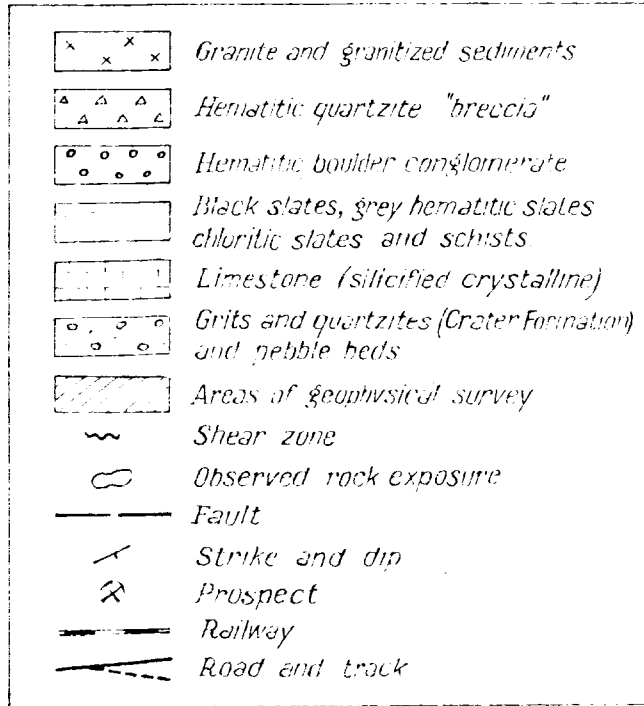 Granite and granitized sediments
Hematitic quartzite "breccia"
Hematitic boulder conglomerate
Black slates, grey hematitic slates
chloritic slates and schists
Limestone (silicified crystalline)
Grits and quartzites (Crater Formation)
and pebble beds
Areas of geophysical survey
Shear zone
Observed rock exposure
Fault
Strike and dip
Prospect
Railway
Road and track